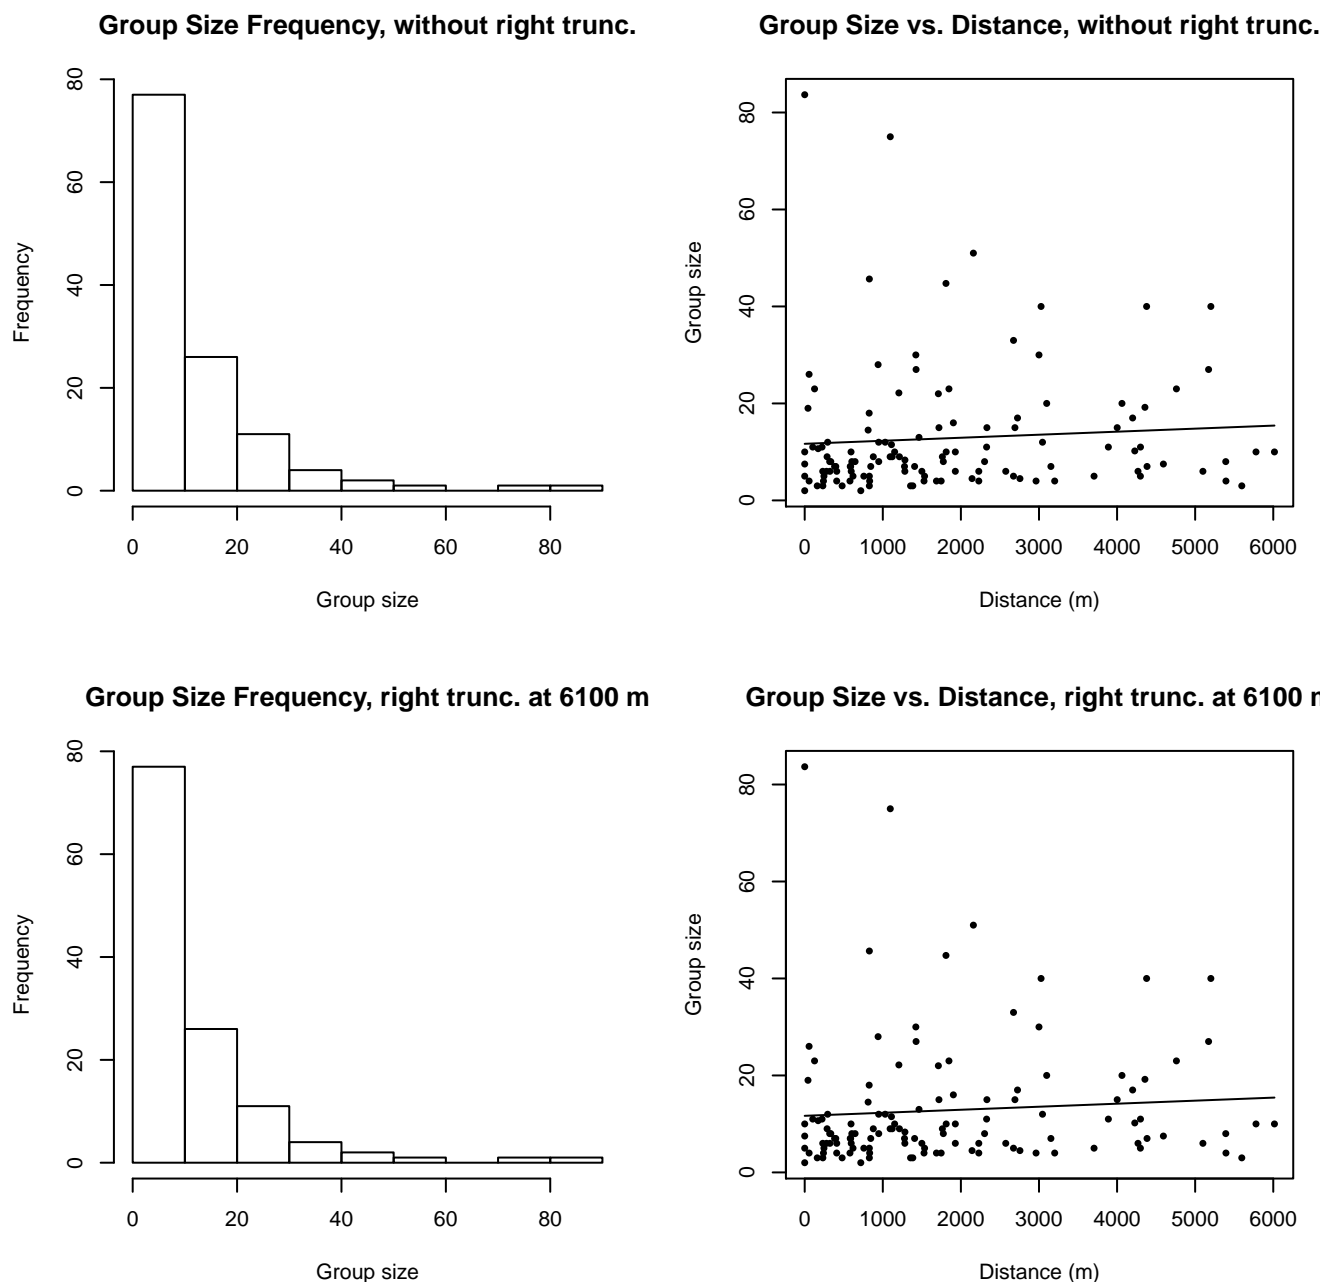 Group Size Frequency, without right trunc.
Frequency
0 20 40 60 80
0 20 40 60 80
Group size
Group Size vs. Distance, without right trunc.
Group size
0 20 40 60 80
0 1000 2000 3000 4000 5000 6000
Distance (m)
Group Size Frequency, right trunc. at 6100 m
Frequency
0 20 40 60 80
0 20 40 60 80
Group size
Group Size vs. Distance, right trunc. at 6100 m
Group size
0 20 40 60 80
0 1000 2000 3000 4000 5000 6000
Distance (m)